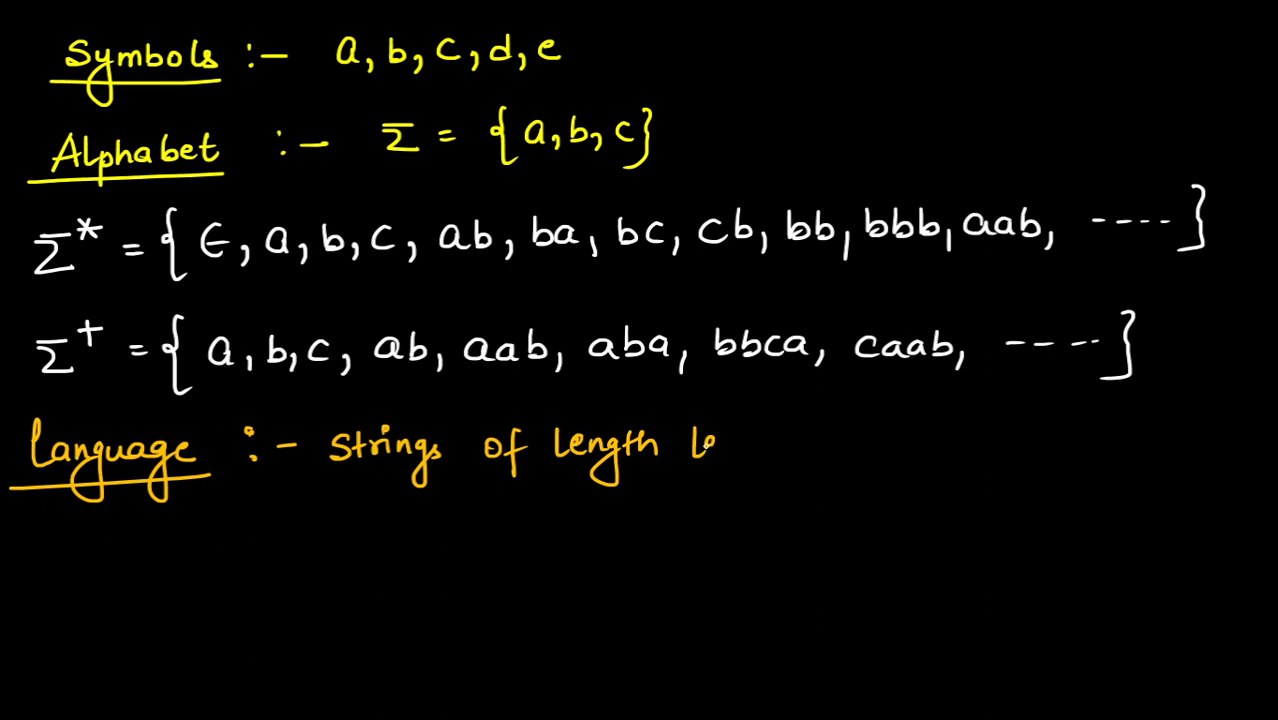 Symbols :- a, b, c, d, e
Alphabet :- Σ = {a, b, c}
Σ* = {ϵ, a, b, c, ab, ba, bc, cb, bb, bbb, aab, ----}
Σ+ = {a, b, c, ab, aab, aba, bbca, caab, ----}
Language :- Strings of length